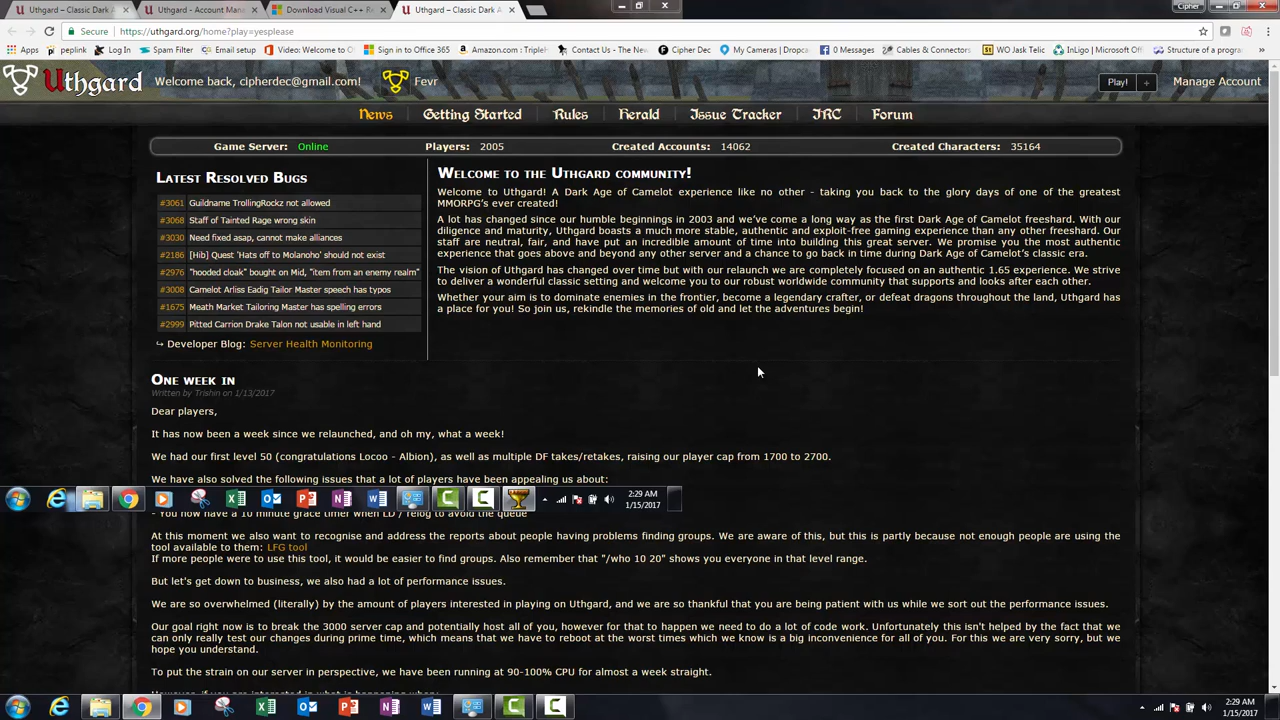 Uthgard – Classic Dark A
Uthgard - Account Man
Download Visual C++ R
Uthgard – Classic Dark A
Cipher
Secure
https://uthgard.org/home?play=yesplease
Apps
peplink
Log In
Spam Filter
Email setup
Video: Welcome to
Sign in to Office 365
Amazon.com : Triple
Contact Us - The New
Cipher Dec
My Cameras | Drop
0 Messages
Cables & Connectors
WO Jask Telic
InLigo | Microsoft Off
Structure of a progra
Uthgard
Welcome back, cipherdec@gmail.com!
Fevr
Play!
+
Manage Account
News
Getting Started
Rules
Herald
Issue Tracker
IRC
Forum
Game Server: Online
Players: 2005
Created Accounts: 14062
Created Characters: 35164
Latest Resolved Bugs
#3061 Guildname TrollingRockz not allowed
#3068 Staff of Tainted Rage wrong skin
#3030 Need fixed asap, cannot make alliances
#2186 [Hib] Quest 'Hats off to Molanoho' should not exist
#2976 "hooded cloak" bought on Mid, "item from an enemy realm"
#3008 Camelot Arliss Eadig Tailor Master speech has typos
#1675 Meath Market Tailoring Master has spelling errors
#2999 Pitted Carrion Drake Talon not usable in left hand
Developer Blog: Server Health Monitoring
Welcome to the Uthgard community!
Welcome to Uthgard! A Dark Age of Camelot experience like no other - taking you back to the glory days of one of the greatest
MMORPG's ever created!
A lot has changed since our humble beginnings in 2003 and we've come a long way as the first Dark Age of Camelot freeshard. With our
diligence and maturity, Uthgard boasts a much more stable, authentic and exploit-free gaming experience than any other freeshard. Our
staff are neutral, fair, and have put an incredible amount of time into building this great server. We promise you the most authentic
experience that goes above and beyond any other server and a chance to go back in time during Dark Age of Camelot's classic era.
The vision of Uthgard has changed over time but with our relaunch we are completely focused on an authentic 1.65 experience. We strive
to deliver a wonderful classic setting and welcome you to our robust worldwide community that supports and looks after each other.
Whether your aim is to dominate enemies in the frontier, become a legendary crafter, or defeat dragons throughout the land, Uthgard has
a place for you! So join us, rekindle the memories of old and let the adventures begin!
One week in
Written by Trishin on 1/13/2017
Dear players,
It has now been a week since we relaunched, and oh my, what a week!
We had our first level 50 (congratulations Locoo - Albion), as well as multiple DF takes/retakes, raising our player cap from 1700 to 2700.
We have also solved the following issues that a lot of players have been appealing us about:
2:29 AM
1/15/2017
- You now have a 10 minute grace timer when LD / relog to avoid the queue
At this moment we also want to recognise and address the reports about people having problems finding groups. We are aware of this, but this is partly because not enough people are using the
tool available to them: LFG tool
If more people were to use this tool, it would be easier to find groups. Also remember that "/who 10 20" shows you everyone in that level range.
But let's get down to business, we also had a lot of performance issues.
We are so overwhelmed (literally) by the amount of players interested in playing on Uthgard, and we are so thankful that you are being patient with us while we sort out the performance issues.
Our goal right now is to break the 3000 server cap and potentially host all of you, however for that to happen we need to do a lot of code work. Unfortunately this isn't helped by the fact that we
can only really test our changes during prime time, which means that we have to reboot at the worst times which we know is a big inconvenience for all of you. For this we are very sorry, but we
hope you understand.
To put the strain on our server in perspective, we have been running at 90-100% CPU for almost a week straight.
2:29 AM
1/15/2017